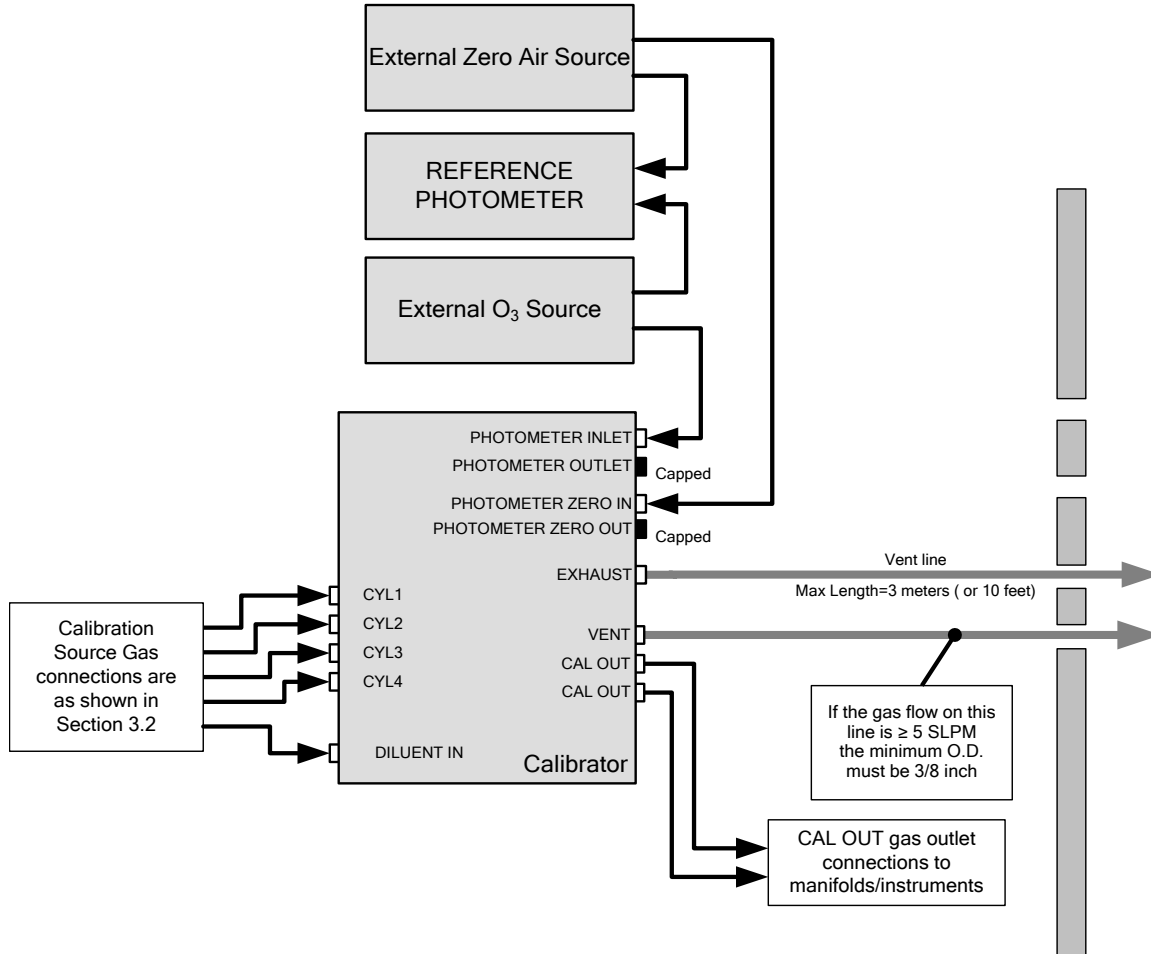 External Zero Air Source
REFERENCE
PHOTOMETER
External O₃ Source
PHOTOMETER INLET
PHOTOMETER OUTLET
Capped
PHOTOMETER ZERO IN
PHOTOMETER ZERO OUT
Capped
EXHAUST
Vent line
Max Length=3 meters ( or 10 feet)
CYL1
CYL2
CYL3
CYL4
DILUENT IN
VENT
CAL OUT
CAL OUT
Calibrator
Calibration
Source Gas
connections are
as shown in
Section 3.2
If the gas flow on this
line is ≥ 5 SLPM
the minimum O.D.
must be 3/8 inch
CAL OUT gas outlet
connections to
manifolds/instruments